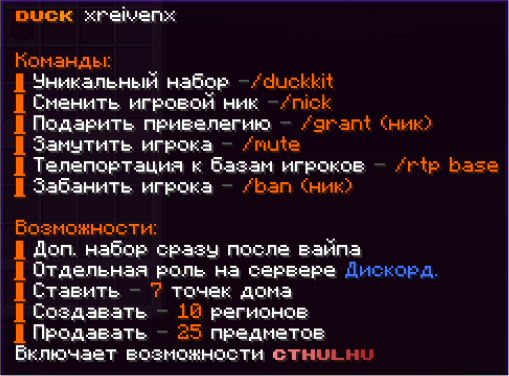 DUCK xreivenx
Команды:
Уникальный набор -/duckkit
Сменить игровой ник -/nick
Подарить привелегию - /grant (ник)
Замутить игрока - /mute
Телепортация к базам игроков - /rtp base
Забанить игрока - /ban (ник)
Возможности:
Доп. набор сразу после вайпа
Отдельная роль на сервере Дискорд.
Ставить - 7 точек дома
Создавать - 10 регионов
Продавать - 25 предметов
Включает возможности CTHULHU